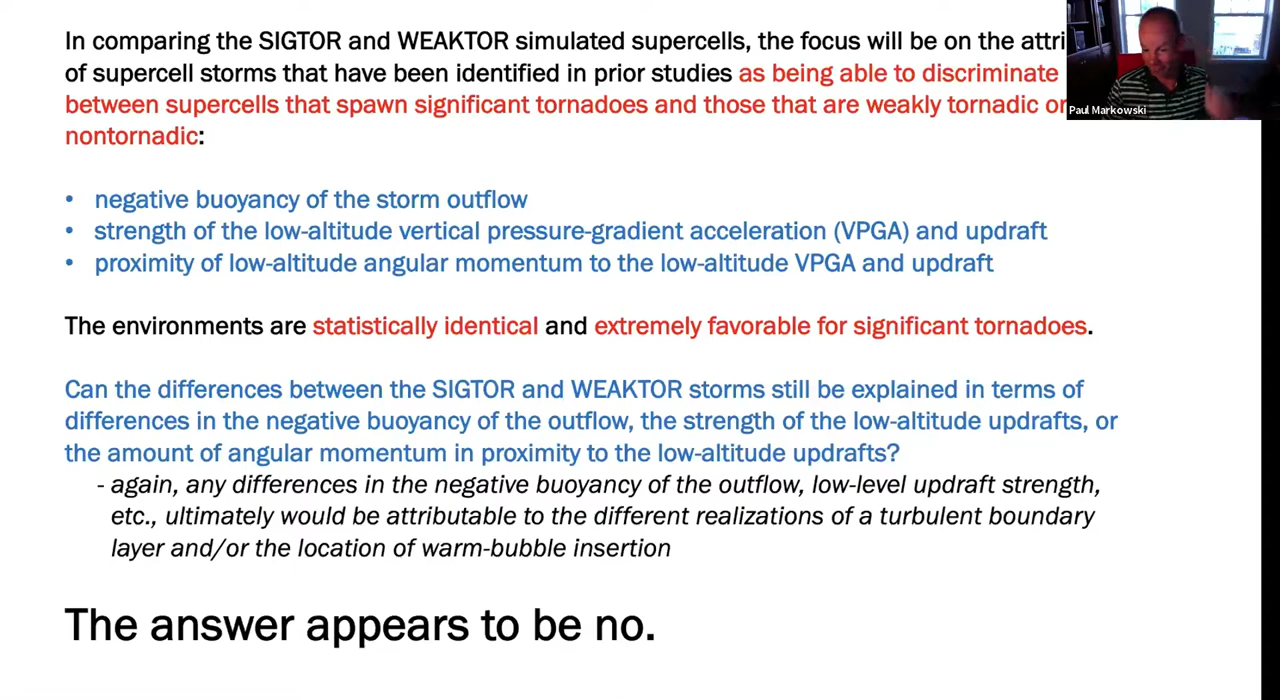 In comparing the SIGTOR and WEAKTOR simulated supercells, the focus will be on the
of supercell storms that have been identified in prior studies as being able to discriminate
between supercells that spawn significant tornadoes and those that are weakly tornadic or
nontornadic:
• negative buoyancy of the storm outflow
• strength of the low-altitude vertical pressure-gradient acceleration (VPGA) and updraft
• proximity of low-altitude angular momentum to the low-altitude VPGA and updraft
The environments are statistically identical and extremely favorable for significant tornadoes.
Can the differences between the SIGTOR and WEAKTOR storms still be explained in terms of
differences in the negative buoyancy of the outflow, the strength of the low-altitude updrafts, or
the amount of angular momentum in proximity to the low-altitude updrafts?
- again, any differences in the negative buoyancy of the outflow, low-level updraft strength,
etc., ultimately would be attributable to the different realizations of a turbulent boundary
layer and/or the location of warm-bubble insertion
The answer appears to be no.
Paul Markowski